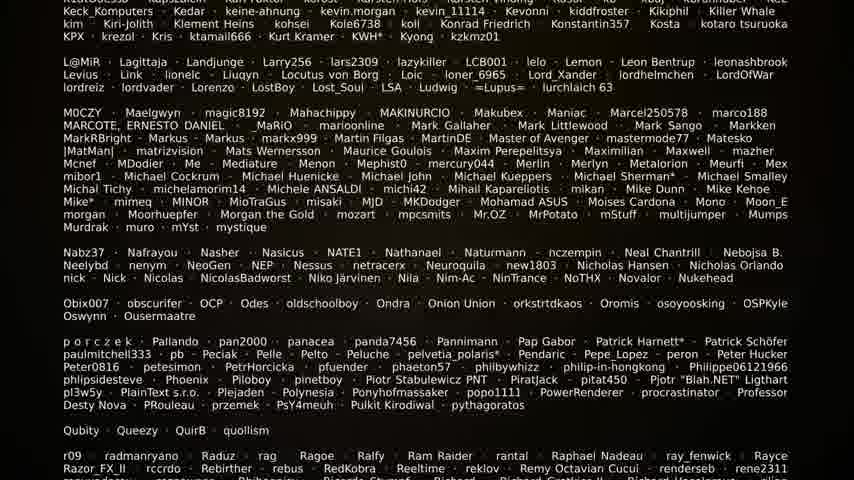 Keck_Komputers · Kedar · keine-ahnung · kevin.morgan · kevin_11114 · Kevonni · kiddfroster · Kikiphil · Killer Whale
kim · Kiri-Jolith · Klement Heins · kohsei · Kole6738 · koli · Konrad Friedrich · Konstantin357 · Kosta · kotaro tsuruoka
KPX · krezol · Kris · ktamail666 · Kurt Kramer · KWH* · Kyong · kzkmz01
L@MiR · Lagittaja · Landjunge · Larry256 · lars2309 · lazykiller · LCB001 · lelo · Lemon · Leon Bentrup · leonashbrook
Levius · Link · lionelc · Liuqyn · Locutus von Borg · Loic · loner_6965 · Lord_Xander · lordhelmchen · LordOfWar
lordreiz · lordvader · Lorenzo · LostBoy · Lost_Soul · LSA · Ludwig · =Lupus= · lurchlaich 63
M0CZY · Maelgwyn · magic8192 · Mahachippy · MAKINURCIO · Makubex · Maniac · Marcel250578 · marco188
MARCOTE, ERNESTO DANIEL · _MaRiO · marioonline · Mark Gallaher · Mark Littlewood · Mark Sango · Markken
MarkRBright · Markus · Markus · markx999 · Martin Filgas · MartinDE · Master of Avenger · mastermode77 · Matesko
|MatMan| · matrizvision · Mats Wernersson · Maurice Goulois · Maxim Perepelitsya · Maximilian · Maxwell · mazher
Mcnef · MDodier · Me · Mediature · Menon · Mephist0 · mercury044 · Merlin · Merlyn · Metalorion · Meurfi · Mex
mibor1 · Michael Cockrum · Michael Huenicke · Michael John · Michael Kueppers · Michael Sherman* · Michael Smalley
Michal Tichy · michelamorim14 · Michele ANSALDI · michi42 · Mihail Kapareliotis · mikan · Mike Dunn · Mike Kehoe
Mike* · mimeq · MINOR · MioTraGus · misaki · MJD · MKDodger · Mohamad ASUS · Moises Cardona · Mono · Moon_E
morgan · Moorhuepfer · Morgan the Gold · mozart · mpcsmits · Mr.OZ · MrPotato · mStuff · multijumper · Mumps
Murdrak · muro · mYst · mystique
Nabz37 · Nafrayou · Nasher · Nasicus · NATE1 · Nathanael · Naturmann · nczempin · Neal Chantrill · Nebojsa B.
Neelybd · nenym · NeoGen · NEP · Nessus · netracerx · Neuroquila · new1803 · Nicholas Hansen · Nicholas Orlando
nick · Nick · Nicolas · NicolasBadworst · Niko Järvinen · Nila · Nim-Ac · NinTrance · NoTHX · Novalor · Nukehead
Obix007 · obscurifer · OCP · Odes · oldschoolboy · Ondra · Onion Union · orkstrtdkaos · Oromis · osoyoosking · OSPKyle
Oswynn · Ousermaatre
p o r c z e k · Pallando · pan2000 · panacea · panda7456 · Pannimann · Pap Gabor · Patrick Harnett* · Patrick Schöfer
paulmitchell333 · pb · Peciak · Pelle · Pelto · Peluche · pelvetia_polaris* · Pendaric · Pepe_Lopez · peron · Peter Hucker
Peter0816 · petesimon · PetrHorcicka · pfuender · phaeton57 · philbywhizz · philip-in-hongkong · Philippe06121966
phlipsidesteve · Phoenix · Piloboy · pinetboy · Piotr Stabulewicz PNT · PiratJack · pitat450 · Pjotr "Blah.NET" Ligthart
pl3w5y · PlainText s.r.o. · Plejaden · Polynesia · Ponyhofmassaker · popo1111 · PowerRenderer · procrastinator · Professor
Desty Nova · PRouleau · przemek · PsY4meuh · Pulkit Kirodiwal · pythagoratos
Qubity · Queezy · QuirB · quollism
r09 · radmanryano · Raduz · rag · Ragoe · Ralfy · Ram Raider · rantal · Raphael Nadeau · ray_fenwick · Rayce
Razor_FX_II · rccrdo · Rebirther · rebus · RedKobra · Reeltime · reklov · Remy Octavian Cucui · renderseb · rene2311